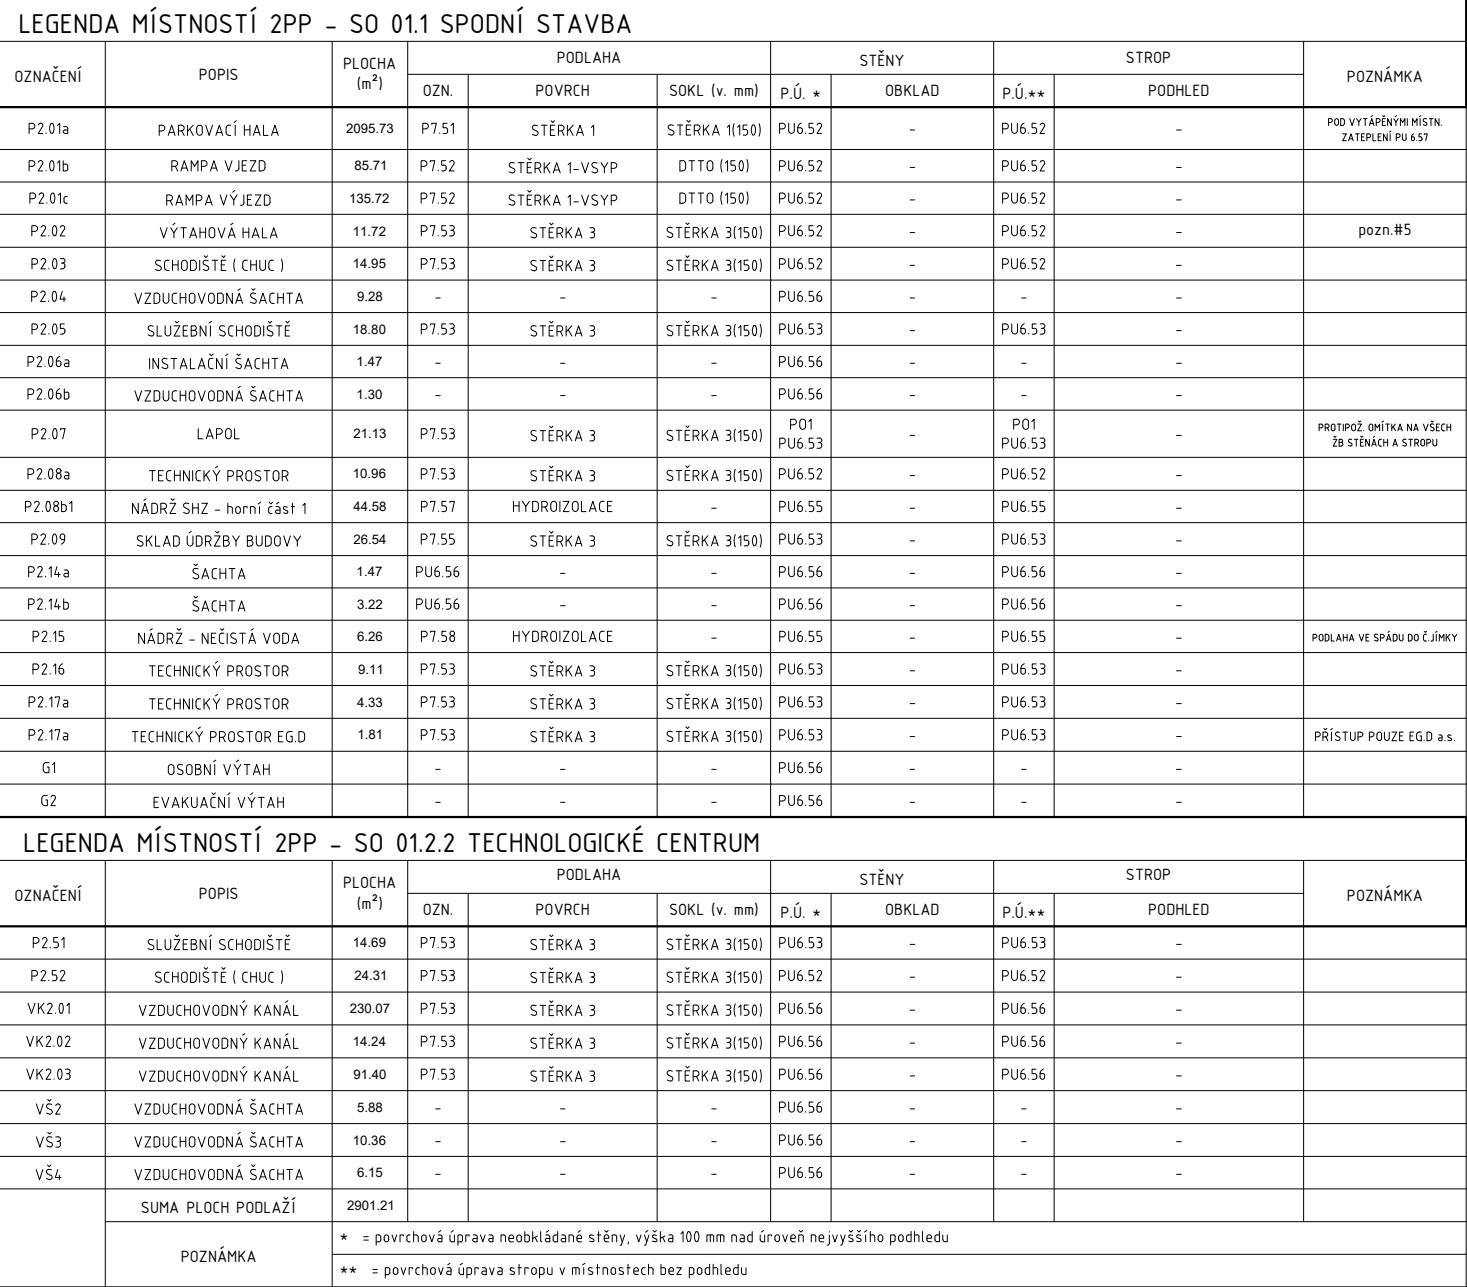 LEGENDA MÍSTNOSTÍ 2PP - SO 01.1 SPODNÍ STAVBA
OZNAČENÍ POPIS PLOCHA (m²) PODLAHA STĚNY STROP POZNÁMKA
OZN. POVRCH SOKL (v. mm) P.Ú. * OBKLAD P.Ú.** PODHLED
P2.01a PARKOVACÍ HALA 2095.73 P7.51 STĚRKA 1 STĚRKA 1(150) PU6.52 - PU6.52 - POD VYTÁPĚNÝMI MÍSTN. ZATEPLENÍ PU 6.57
P2.01b RAMPA VJEZD 85.71 P7.52 STĚRKA 1-VSYP DTTO (150) PU6.52 - PU6.52 -
P2.01c RAMPA VÝJEZD 135.72 P7.52 STĚRKA 1-VSYP DTTO (150) PU6.52 - PU6.52 -
P2.02 VÝTAHOVÁ HALA 11.72 P7.53 STĚRKA 3 STĚRKA 3(150) PU6.52 - PU6.52 - pozn.#5
P2.03 SCHODIŠTĚ ( CHUC ) 14.95 P7.53 STĚRKA 3 STĚRKA 3(150) PU6.52 - PU6.52 -
P2.04 VZDUCHOVODNÁ ŠACHTA 9.28 - - - PU6.56 - - -
P2.05 SLUŽEBNÍ SCHODIŠTĚ 18.80 P7.53 STĚRKA 3 STĚRKA 3(150) PU6.53 - PU6.53 -
P2.06a INSTALAČNÍ ŠACHTA 1.47 - - - PU6.56 - - -
P2.06b VZDUCHOVODNÁ ŠACHTA 1.30 - - - PU6.56 - - -
P2.07 LAPOL 21.13 P7.53 STĚRKA 3 STĚRKA 3(150) PO1 PU6.53 - PO1 PU6.53 - PROTIPOŽ. OMÍTKA NA VŠECH ŽB STĚNÁCH A STROPU
P2.08a TECHNICKÝ PROSTOR 10.96 P7.53 STĚRKA 3 STĚRKA 3(150) PU6.52 - PU6.52 -
P2.08b1 NÁDRŽ SHZ - horní část 1 44.58 P7.57 HYDROIZOLACE - PU6.55 - PU6.55 -
P2.09 SKLAD ÚDRŽBY BUDOVY 26.54 P7.55 STĚRKA 3 STĚRKA 3(150) PU6.53 - PU6.53 -
P2.14a ŠACHTA 1.47 PU6.56 - - PU6.56 - PU6.56 -
P2.14b ŠACHTA 3.22 PU6.56 - - PU6.56 - PU6.56 -
P2.15 NÁDRŽ - NEČISTÁ VODA 6.26 P7.58 HYDROIZOLACE - PU6.55 - PU6.55 - PODLAHA VE SPÁDU DO Č.JÍMKY
P2.16 TECHNICKÝ PROSTOR 9.11 P7.53 STĚRKA 3 STĚRKA 3(150) PU6.53 - PU6.53 -
P2.17a TECHNICKÝ PROSTOR 4.33 P7.53 STĚRKA 3 STĚRKA 3(150) PU6.53 - PU6.53 -
P2.17a TECHNICKÝ PROSTOR EG.D 1.81 P7.53 STĚRKA 3 STĚRKA 3(150) PU6.53 - PU6.53 - PŘÍSTUP POUZE EG.D a.s.
G1 OSOBNÍ VÝTAH - - - PU6.56 - - -
G2 EVAKUAČNÍ VÝTAH - - - PU6.56 - - -
LEGENDA MÍSTNOSTÍ 2PP - SO 01.2.2 TECHNOLOGICKÉ CENTRUM
OZNAČENÍ POPIS PLOCHA (m²) PODLAHA STĚNY STROP POZNÁMKA
OZN. POVRCH SOKL (v. mm) P.Ú. * OBKLAD P.Ú.** PODHLED
P2.51 SLUŽEBNÍ SCHODIŠTĚ 14.69 P7.53 STĚRKA 3 STĚRKA 3(150) PU6.53 - PU6.53 -
P2.52 SCHODIŠTĚ ( CHUC ) 24.31 P7.53 STĚRKA 3 STĚRKA 3(150) PU6.52 - PU6.52 -
VK2.01 VZDUCHOVODNÝ KANÁL 230.07 P7.53 STĚRKA 3 STĚRKA 3(150) PU6.56 - PU6.56 -
VK2.02 VZDUCHOVODNÝ KANÁL 14.24 P7.53 STĚRKA 3 STĚRKA 3(150) PU6.56 - PU6.56 -
VK2.03 VZDUCHOVODNÝ KANÁL 91.40 P7.53 STĚRKA 3 STĚRKA 3(150) PU6.56 - PU6.56 -
VŠ2 VZDUCHOVODNÁ ŠACHTA 5.88 - - - PU6.56 - - -
VŠ3 VZDUCHOVODNÁ ŠACHTA 10.36 - - - PU6.56 - - -
VŠ4 VZDUCHOVODNÁ ŠACHTA 6.15 - - - PU6.56 - - -
SUMA PLOCH PODLAŽÍ 2901.21
POZNÁMKA * = povrchová úprava neobkládané stěny, výška 100 mm nad úroveň nejvyššího podhledu
** = povrchová úprava stropu v místnostech bez podhledu